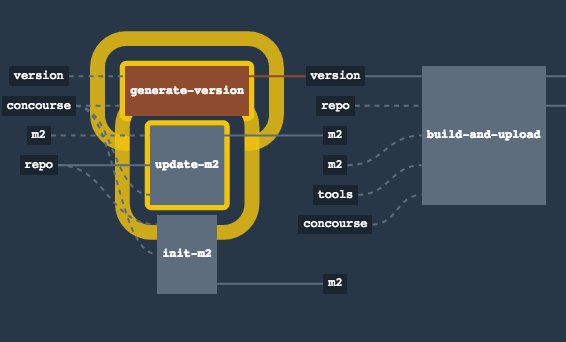 version
concourse
m2
repo
generate-version
update-m2
init-m2
version
repo
m2
m2
tools
concourse
m2
build-and-upload